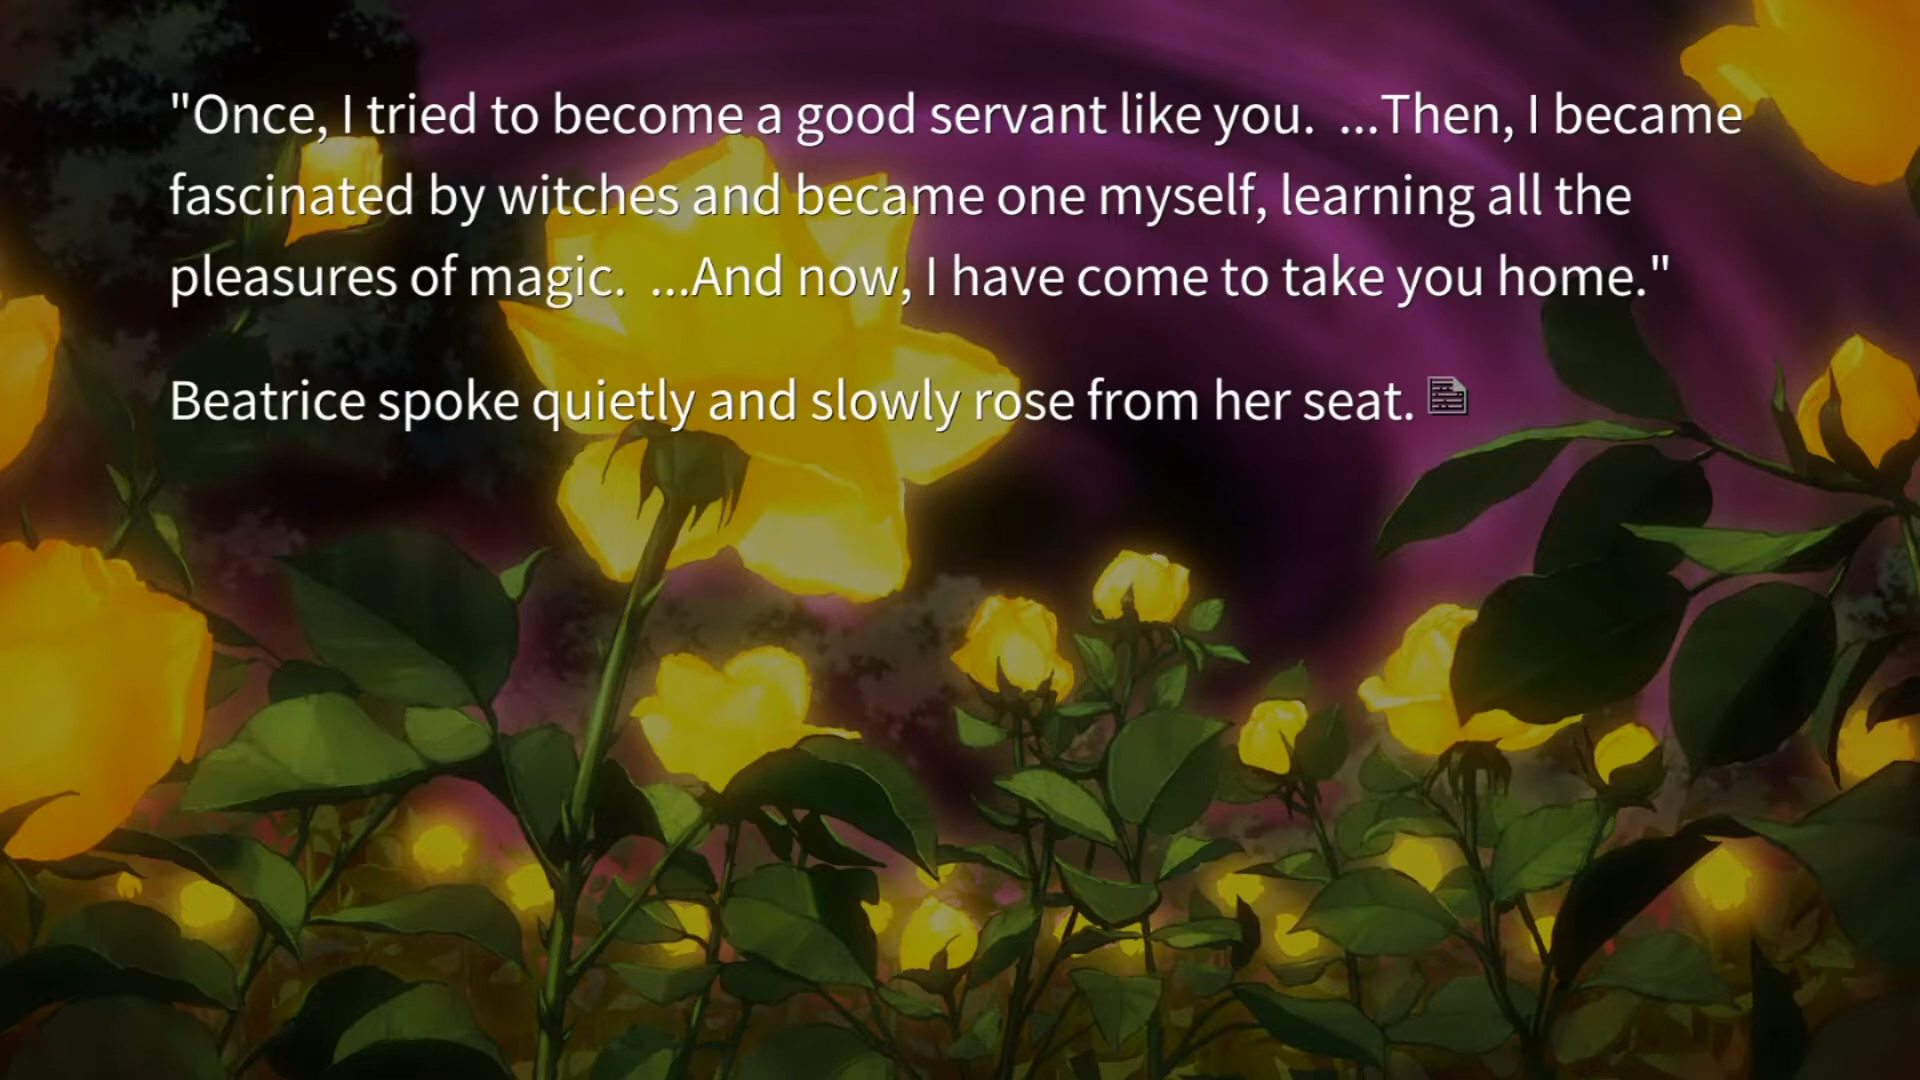 "Once, I tried to become a good servant like you.  ...Then, I became
fascinated by witches and became one myself, learning all the
pleasures of magic.  ...And now, I have come to take you home."
Beatrice spoke quietly and slowly rose from her seat.